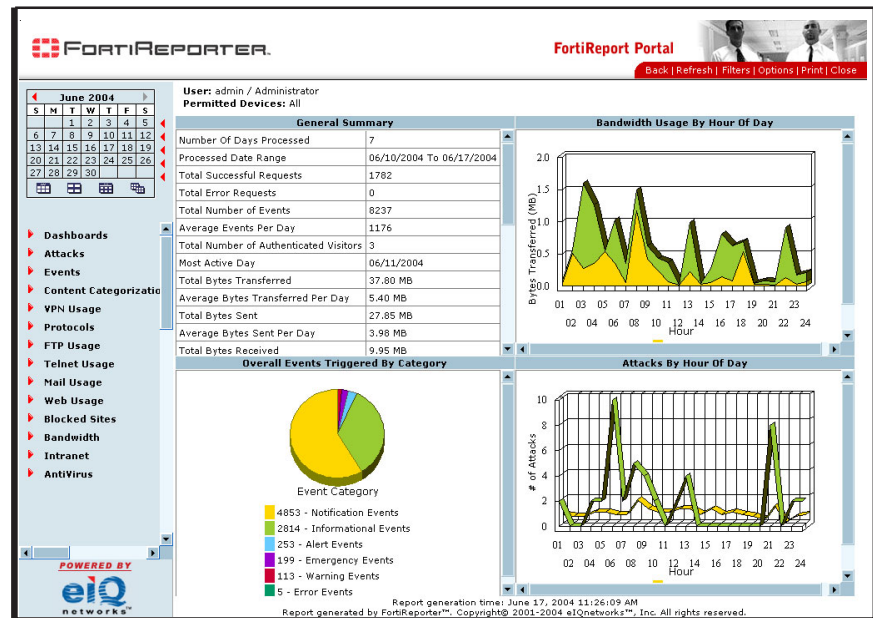 FORTIREPORTER.
FortiReport Portal
Back | Refresh | Filters | Options | Print | Close
June 2004
S M T W T F S
1 2 3 4 5
6 7 8 9 10 11 12
13 14 15 16 17 18 19
20 21 22 23 24 25 26
27 28 29 30
Dashboards
Attacks
Events
Content Categorizatio
VPN Usage
Protocols
FTP Usage
Telnet Usage
Mail Usage
Web Usage
Blocked Sites
Bandwidth
Intranet
AntiVirus
POWERED BY
eiQ
networks™
User: admin / Administrator
Permitted Devices: All
General Summary
Number Of Days Processed 7
Processed Date Range 06/10/2004 To 06/17/2004
Total Successful Requests 1782
Total Error Requests 0
Total Number of Events 8237
Average Events Per Day 1176
Total Number of Authenticated Visitors 3
Most Active Day 06/11/2004
Total Bytes Transferred 37.80 MB
Average Bytes Transferred Per Day 5.40 MB
Total Bytes Sent 27.85 MB
Average Bytes Sent Per Day 3.98 MB
Total Bytes Received 9.95 MB
Bandwidth Usage By Hour Of Day
Bytes Transferred (MB)
2.0
1.5
1.0
0.5
0.0
01 03 05 07 09 11 13 15 17 19 21 23
02 04 06 08 10 12 14 16 18 20 22 24
Hour
Overall Events Triggered By Category
Event Category
4853 - Notification Events
2814 - Informational Events
253 - Alert Events
199 - Emergency Events
113 - Warning Events
5 - Error Events
Attacks By Hour Of Day
# of Attacks
10
8
6
4
2
0
01 03 05 07 09 11 13 15 17 19 21 23
02 04 06 08 10 12 14 16 18 20 22 24
Hour
Report generation time: June 17, 2004 11:26:09 AM
Report generated by FortiReporter™. Copyright© 2001-2004 eIQnetworks™, Inc. All rights reserved.